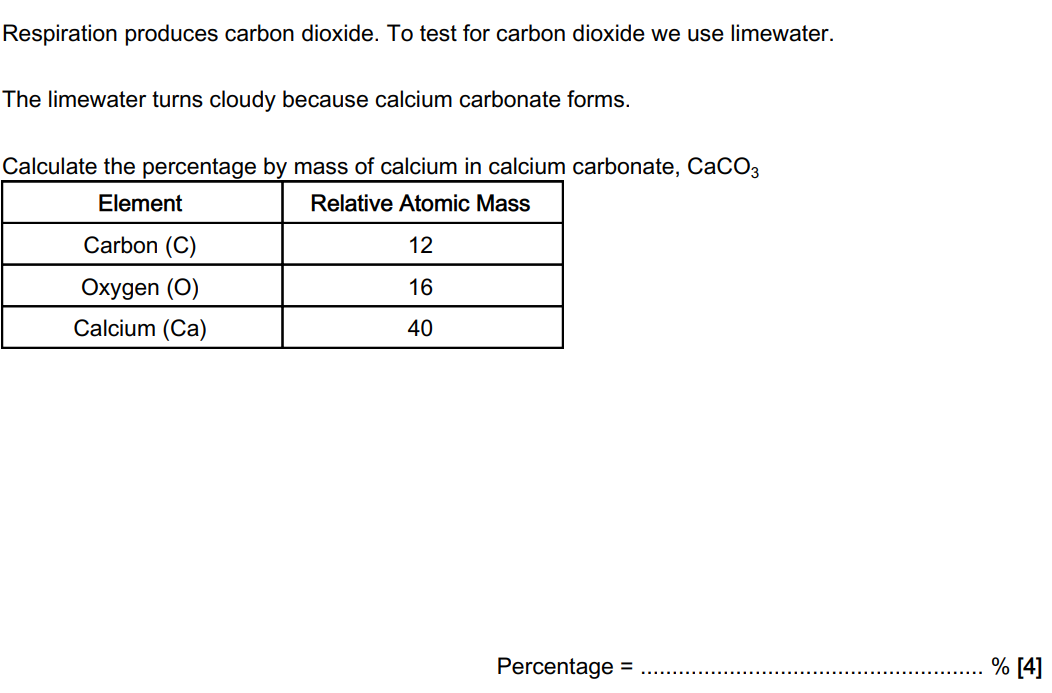 Respiration produces carbon dioxide. To test for carbon dioxide we use limewater.
The limewater turns cloudy because calcium carbonate forms.
Calculate the percentage by mass of calcium in calcium carbonate, CaCO₃
Element Relative Atomic Mass
Carbon (C) 12
Oxygen (O) 16
Calcium (Ca) 40
Percentage = ...................................................... % [4]